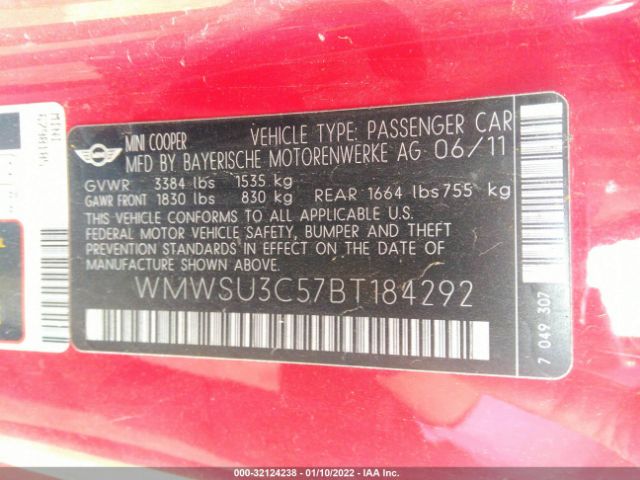 MINI COOPER VEHICLE TYPE: PASSENGER CAR
MFD BY BAYERISCHE MOTORENWERKE AG 06/11
GVWR 3384 lbs 1535 kg
GAWR FRONT 1830 lbs 830 kg REAR 1664 lbs 755 kg
THIS VEHICLE CONFORMS TO ALL APPLICABLE U.S.
FEDERAL MOTOR VEHICLE SAFETY, BUMPER AND THEFT
PREVENTION STANDARDS IN EFFECT ON THE DATE OF
MANUFACTURE SHOWN ABOVE.
WMWSU3C57BT184292
7 049 307
MINI
000-32124238 - 01/10/2022 - IAA Inc.